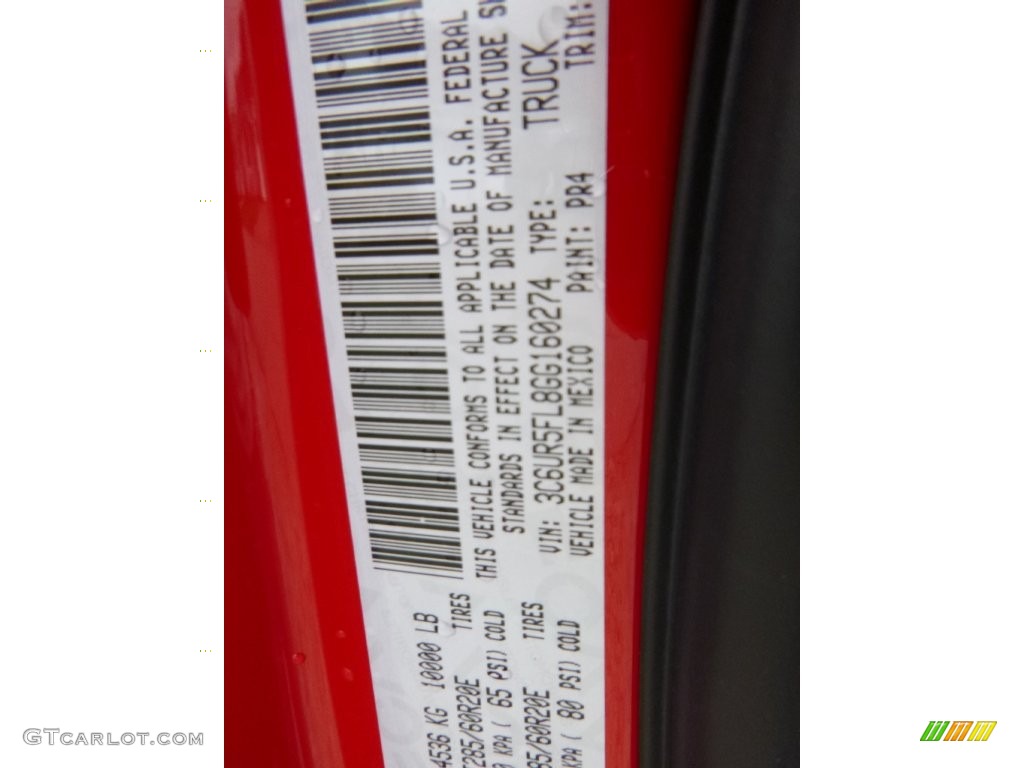 4536 KG 10000 LB
285/60R20E TIRES
KPA ( 65 PSI) COLD
85/60R20E TIRES
KPA ( 80 PSI) COLD
THIS VEHICLE CONFORMS TO ALL APPLICABLE U.S.A. FEDERAL
STANDARDS IN EFFECT ON THE DATE OF MANUFACTURE
VIN: 3C6UR5FL8GG160274 TYPE: TRUCK
VEHICLE MADE IN MEXICO PAINT: PR4 TRIM:
GTCARLOT.COM